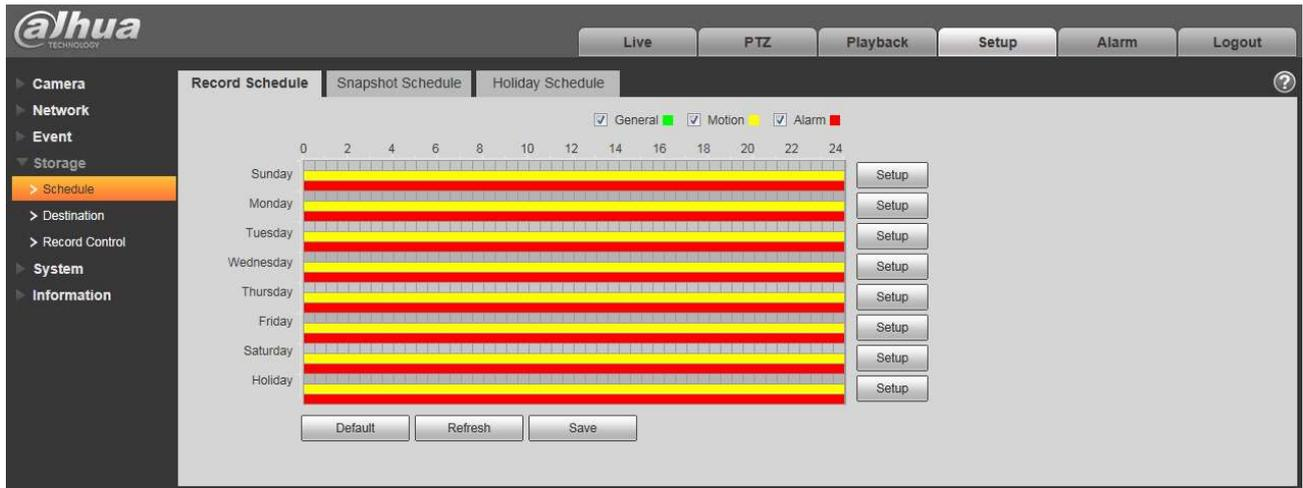 alhua
TECHNOLOGY
Live PTZ Playback Setup Alarm Logout
Camera
Network
Event
Storage
> Schedule
> Destination
> Record Control
System
Information
Record Schedule Snapshot Schedule Holiday Schedule ?
General Motion Alarm
0 2 4 6 8 10 12 14 16 18 20 22 24
Sunday Setup
Monday Setup
Tuesday Setup
Wednesday Setup
Thursday Setup
Friday Setup
Saturday Setup
Holiday Setup
Default Refresh Save